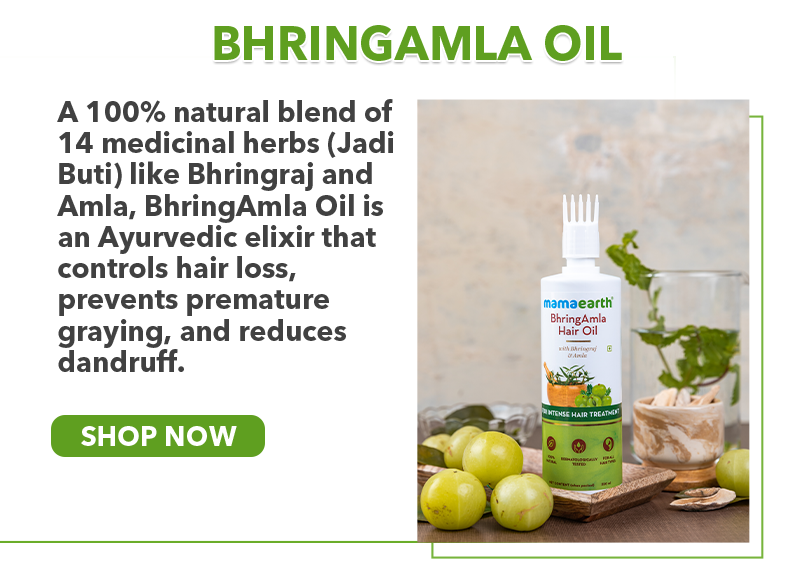 BHRINGAMLA OIL
A 100% natural blend of
14 medicinal herbs (Jadi
Buti) like Bhringraj and
Amla, BhringAmla Oil is
an Ayurvedic elixir that
controls hair loss,
prevents premature
graying, and reduces
dandruff.
SHOP NOW
mamaearth
BhringAmla
Hair Oil
with Bhringraj
& Amla
INTENSE HAIR TREATMENT
DERMATOLOGICALLY
TESTED